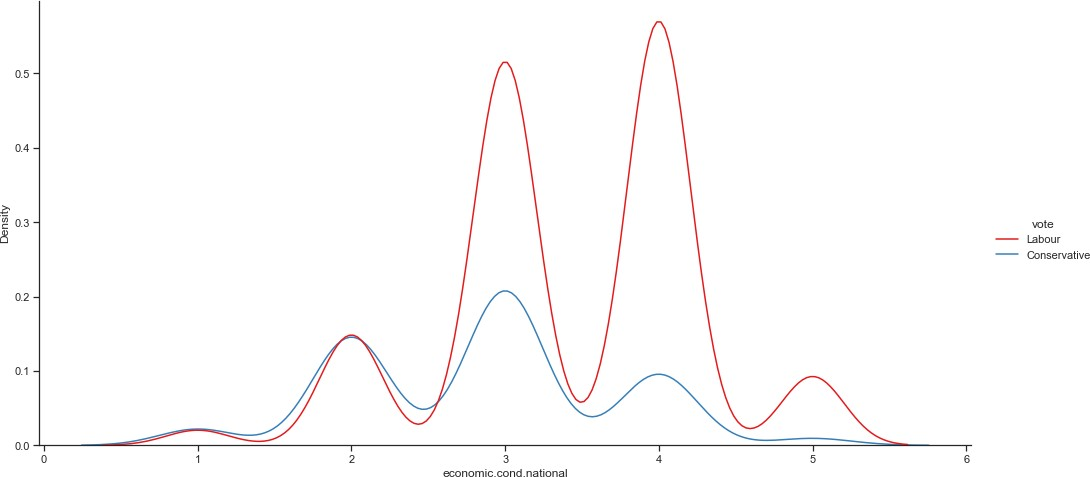 0.5
0.4
0.3
0.2
0.1
0.0
Density
0 1 2 3 4 5 6
economic.cond.national
vote
Labour
Conservative